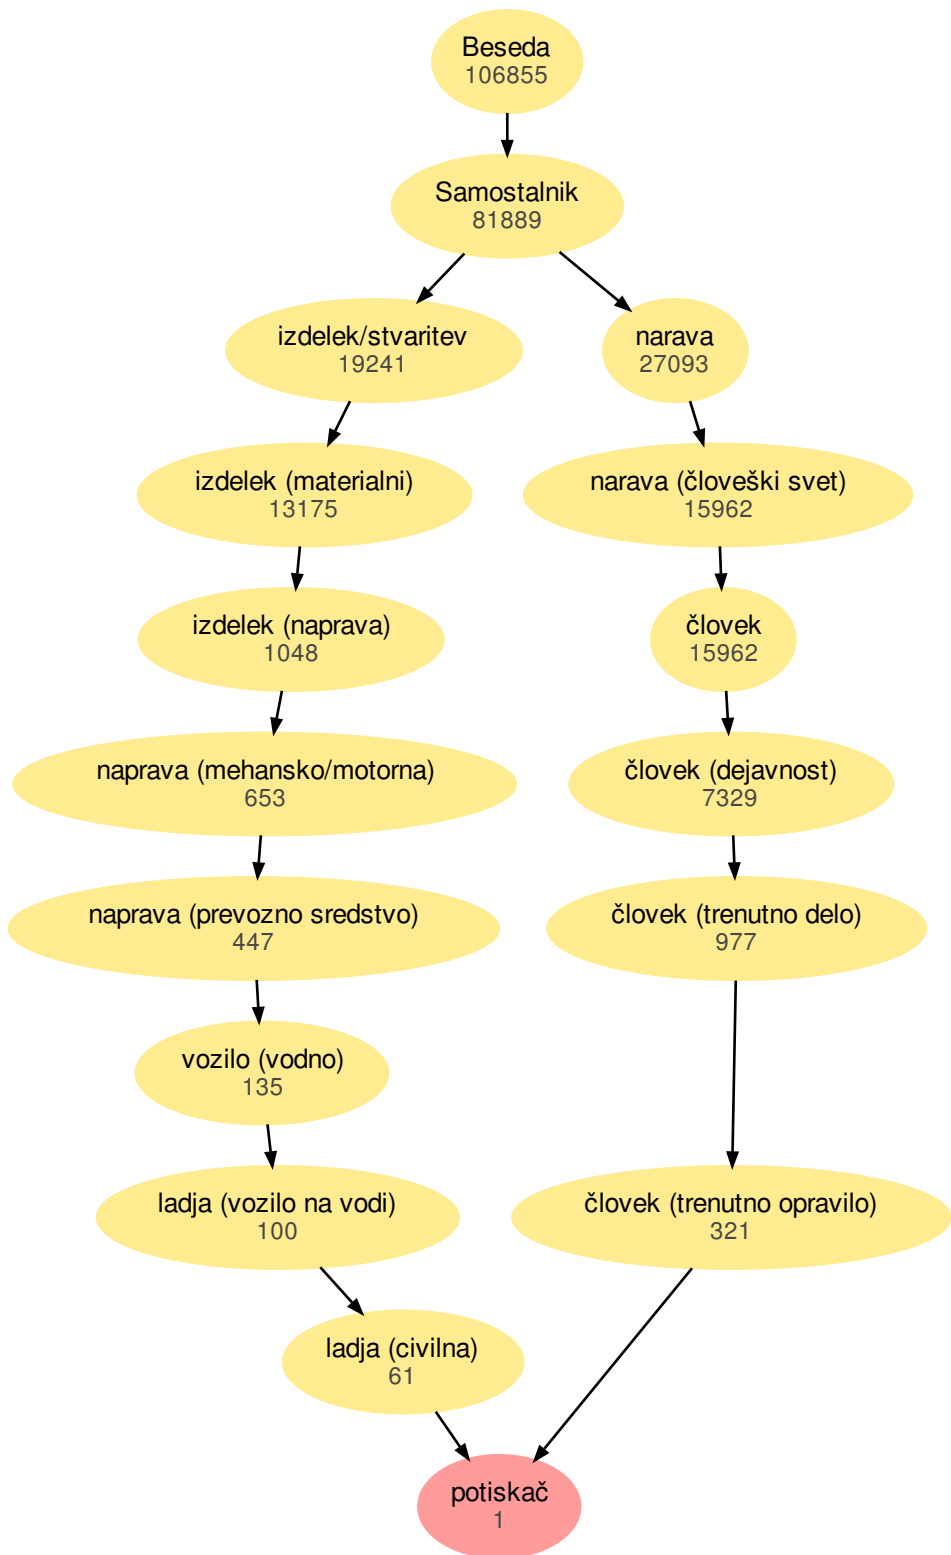 Beseda
106855
Samostalnik
81889
izdelek/stvaritev
19241
narava
27093
izdelek (materialni)
13175
narava (človeški svet)
15962
izdelek (naprava)
1048
človek
15962
naprava (mehansko/motorna)
653
človek (dejavnost)
7329
naprava (prevozno sredstvo)
447
človek (trenutno delo)
977
vozilo (vodno)
135
ladja (vozilo na vodi)
100
človek (trenutno opravilo)
321
ladja (civilna)
61
potiskač
1